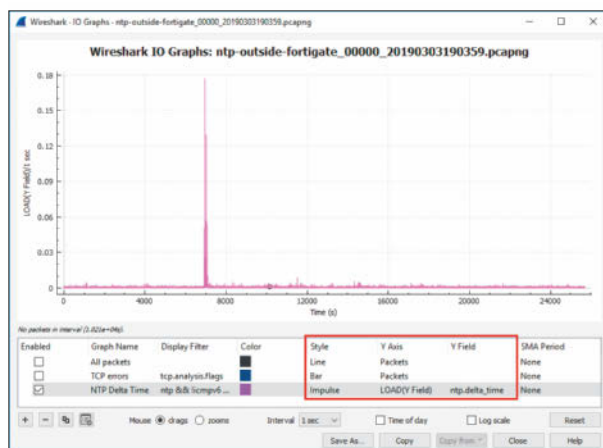 Wireshark · IO Graphs · ntp-outside-fortigate_00000_20190303190359.pcapng
Wireshark IO Graphs: ntp-outside-fortigate_00000_20190303190359.pcapng
LOAD(Y Field)/1 sec
0.18
0.15
0.12
0.09
0.06
0.03
0
0 4000 8000 12000 16000 20000 24000
Time (s)
No packets in interval (1.021e+04s).
Enabled Graph Name Display Filter Color Style Y Axis Y Field SMA Period
All packets Line Packets None
TCP errors tcp.analysis.flags Bar Packets None
NTP Delta Time ntp && !icmpv6 ... Impulse LOAD(Y Field) ntp.delta_time None
+ − Mouse drags zooms Interval 1 sec Time of day Log scale Reset
Save As... Copy Copy from Close Help